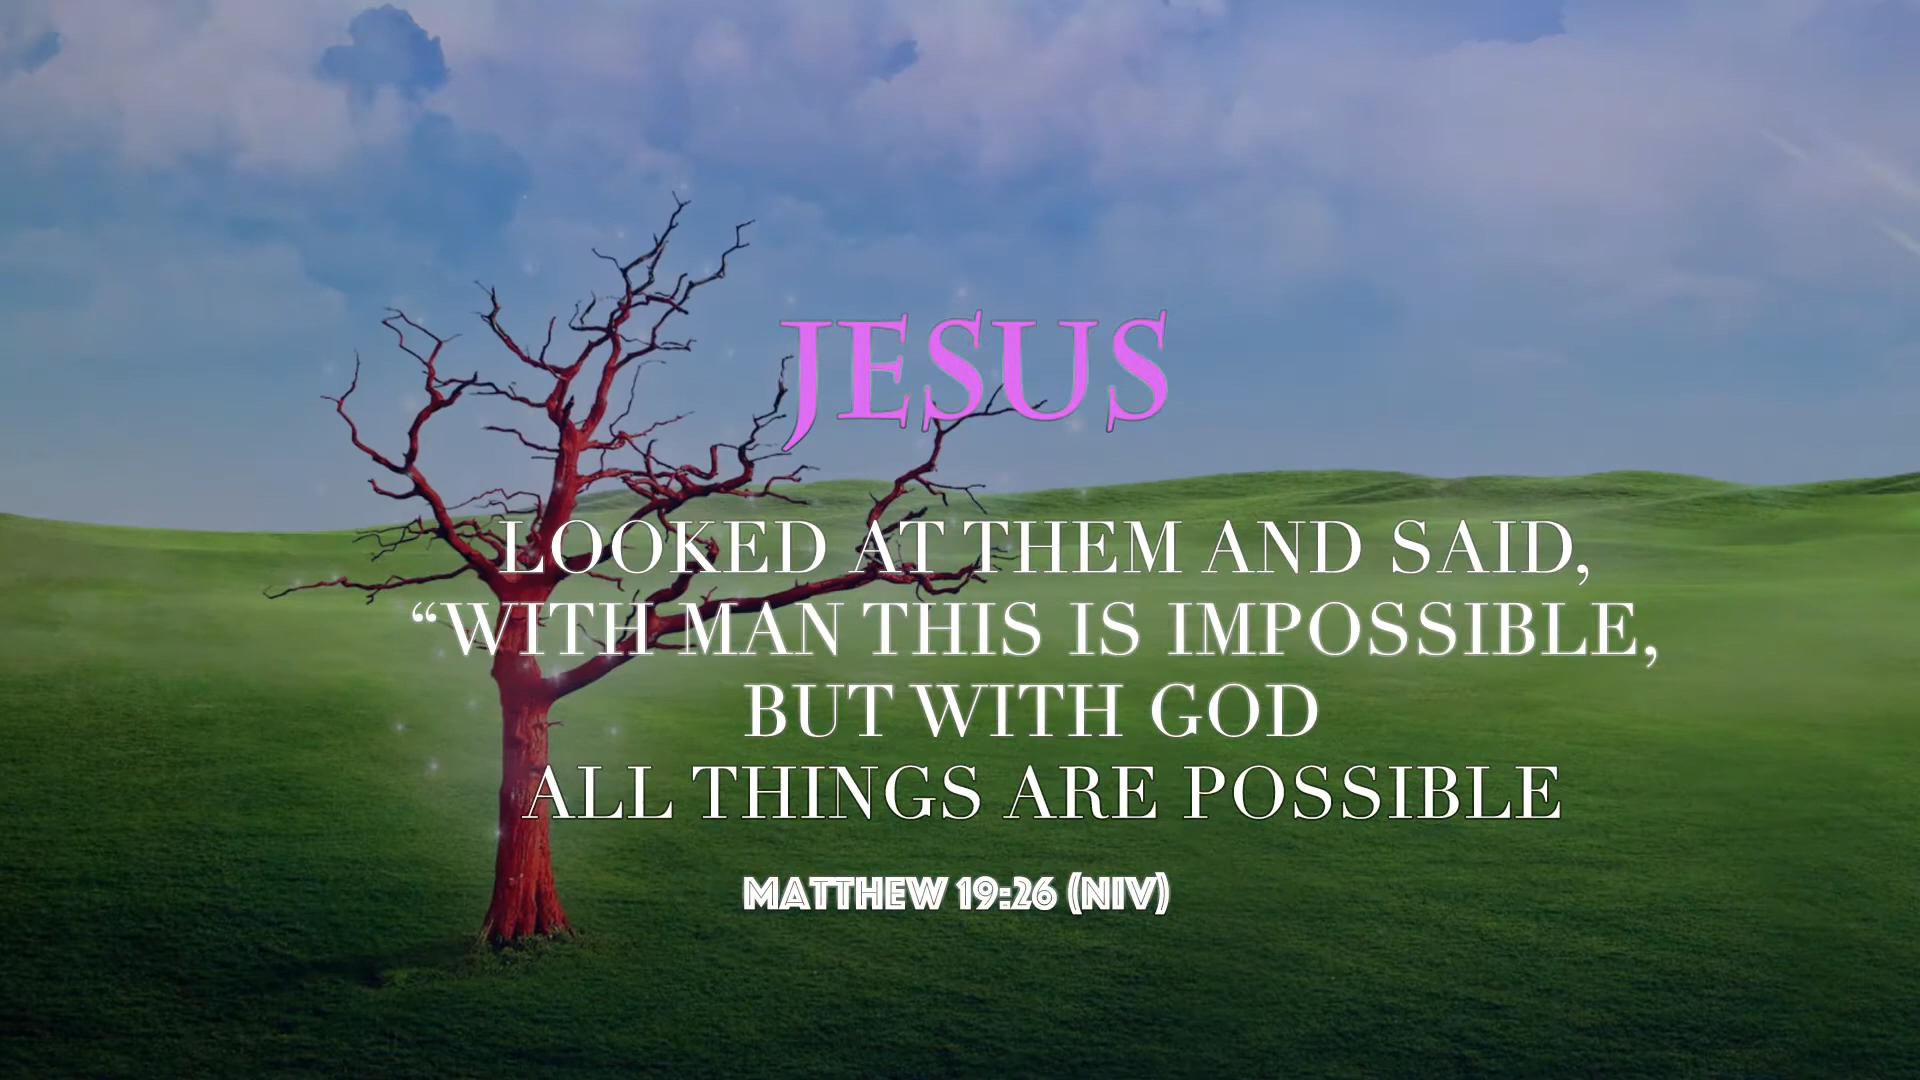 JESUS
LOOKED AT THEM AND SAID,
“WITH MAN THIS IS IMPOSSIBLE,
BUT WITH GOD
ALL THINGS ARE POSSIBLE
MATTHEW 19:26 (NIV)